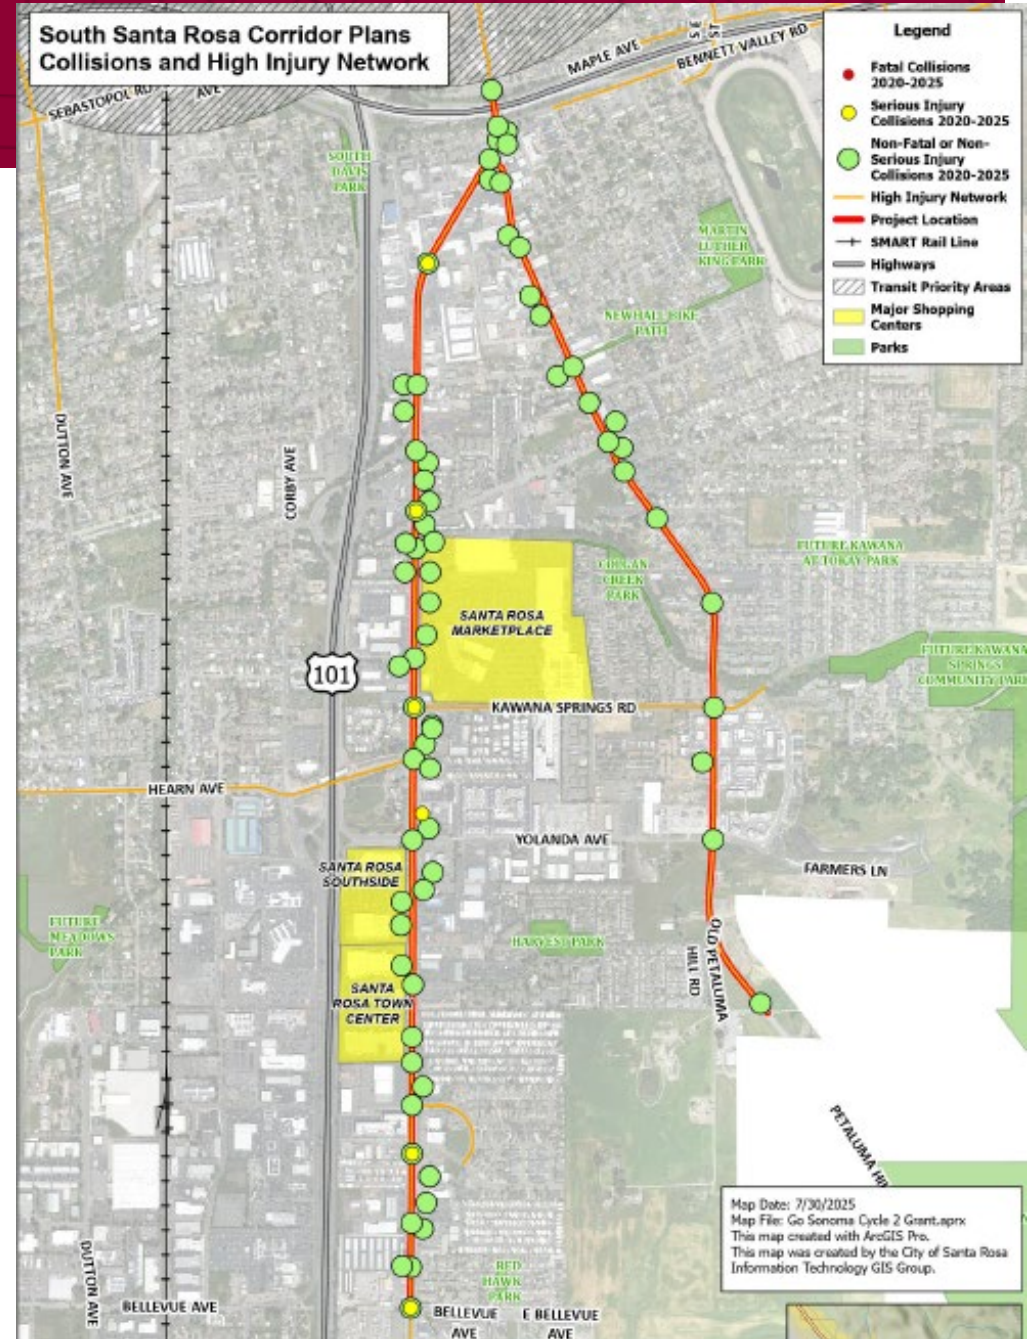 South Santa Rosa Corridor Plans
Collisions and High Injury Network
Legend
Fatal Collisions
2020-2025
Serious Injury
Collisions 2020-2025
Non-Fatal or Non-
Serious Injury
Collisions 2020-2025
High Injury Network
Project Location
SMART Rail Line
Highways
Transit Priority Areas
Major Shopping
Centers
Parks
MAPLE AVE
BENNETT VALLEY RD
SEBASTOPOL RD
AVE
SOUTH
DAVIS
PARK
MARTIN
LUTHER
KING PARK
NEWHALL BIKE
PATH
DUTTON AVE
CORBY AVE
FUTURE KAWANA
AT TOKAY PARK
COLGAN
CREEK
PARK
SANTA ROSA
MARKETPLACE
FUTURE KAWANA
SPRINGS
COMMUNITY PARK
101
KAWANA SPRINGS RD
HEARN AVE
YOLANDA AVE
SANTA ROSA
SOUTHSIDE
FARMERS LN
FUTURE
MEADOWS
PARK
HARVEST PARK
OLD PETALUMA
HILL RD
SANTA
ROSA TOWN
CENTER
PETALUMA
Map Date: 7/30/2025
Map File: Go Sonoma Cycle 2 Grant.aprx
This map created with ArcGIS Pro.
This map was created by the City of Santa Rosa
Information Technology GIS Group.
DUTTON AVE
RED
HAWK
PARK
BELLEVUE AVE
BELLEVUE
AVE
E BELLEVUE
AVE